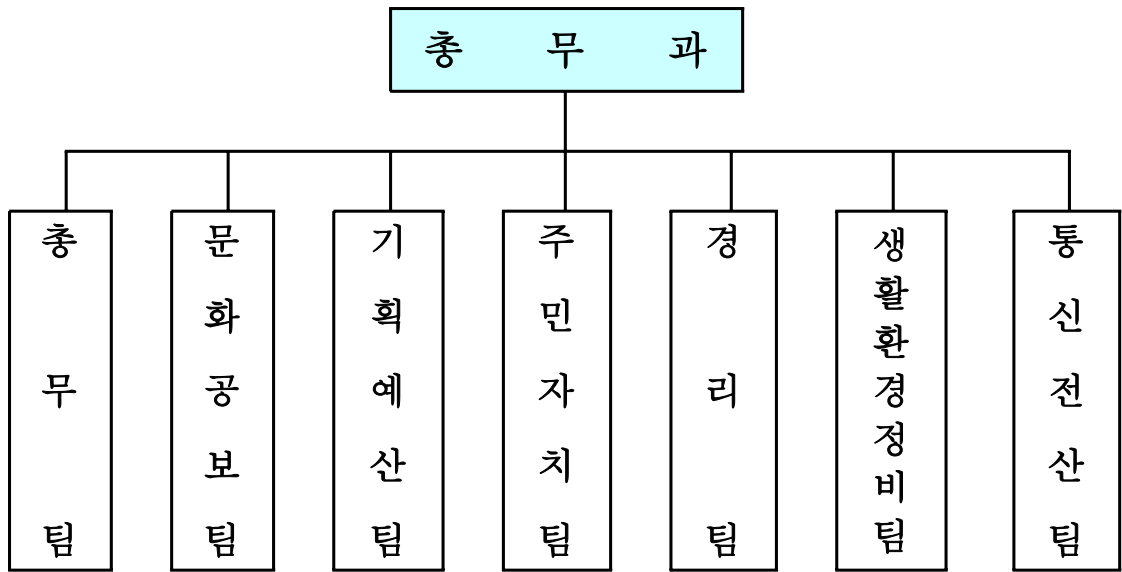 총 무 과
총무팀
문화공보팀
기획예산팀
주민자치팀
경리팀
생활환경정비팀
통신전산팀